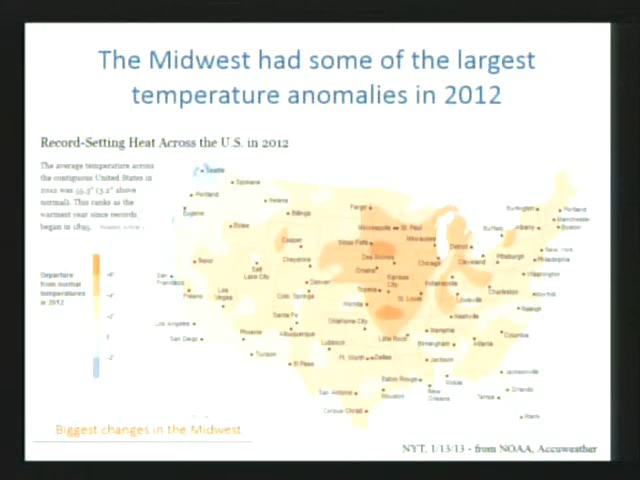 The Midwest had some of the largest
temperature anomalies in 2012
Record-Setting Heat Across the U.S. in 2012
The average temperature across
the contiguous United States in
2012 was 55.3° (3.2° above
normal). This ranks as the
warmest year since records
began in 1895.
Departure
from normal
temperatures
in 2012
Seattle
Spokane
Portland
Helena
Eugene
Billings
Fargo
Burlington
Portland
Manchester
Boise
Minneapolis
St. Paul
Buffalo
Albany
Boston
Casper
Sioux Falls
Milwaukee
Detroit
New York
Reno
Salt
Lake City
Cheyenne
Des Moines
Omaha
Chicago
Cleveland
Pittsburgh
Philadelphia
San
Francisco
Denver
Topeka
Kansas
City
Indianapolis
Washington
Fresno
Las
Vegas
Colo. Springs
Wichita
St. Louis
Louisville
Charleston
Norfolk
Santa Fe
Nashville
Raleigh
Los Angeles
Phoenix
Albuquerque
Oklahoma City
Memphis
San Diego
Lubbock
Little Rock
Birmingham
Atlanta
Columbia
Tucson
El Paso
Ft. Worth
Dallas
Jackson
Baton Rouge
Mobile
Jacksonville
San Antonio
Houston
New
Orleans
Tampa
Orlando
Corpus Christi
Miami
Biggest changes in the Midwest
NYT, 1/13/13 - from NOAA, Accuweather